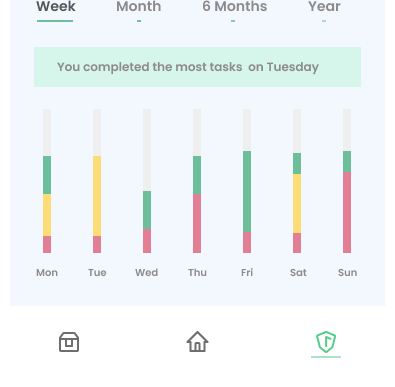 Week Month 6 Months Year
You completed the most tasks on Tuesday
Mon Tue Wed Thu Fri Sat Sun